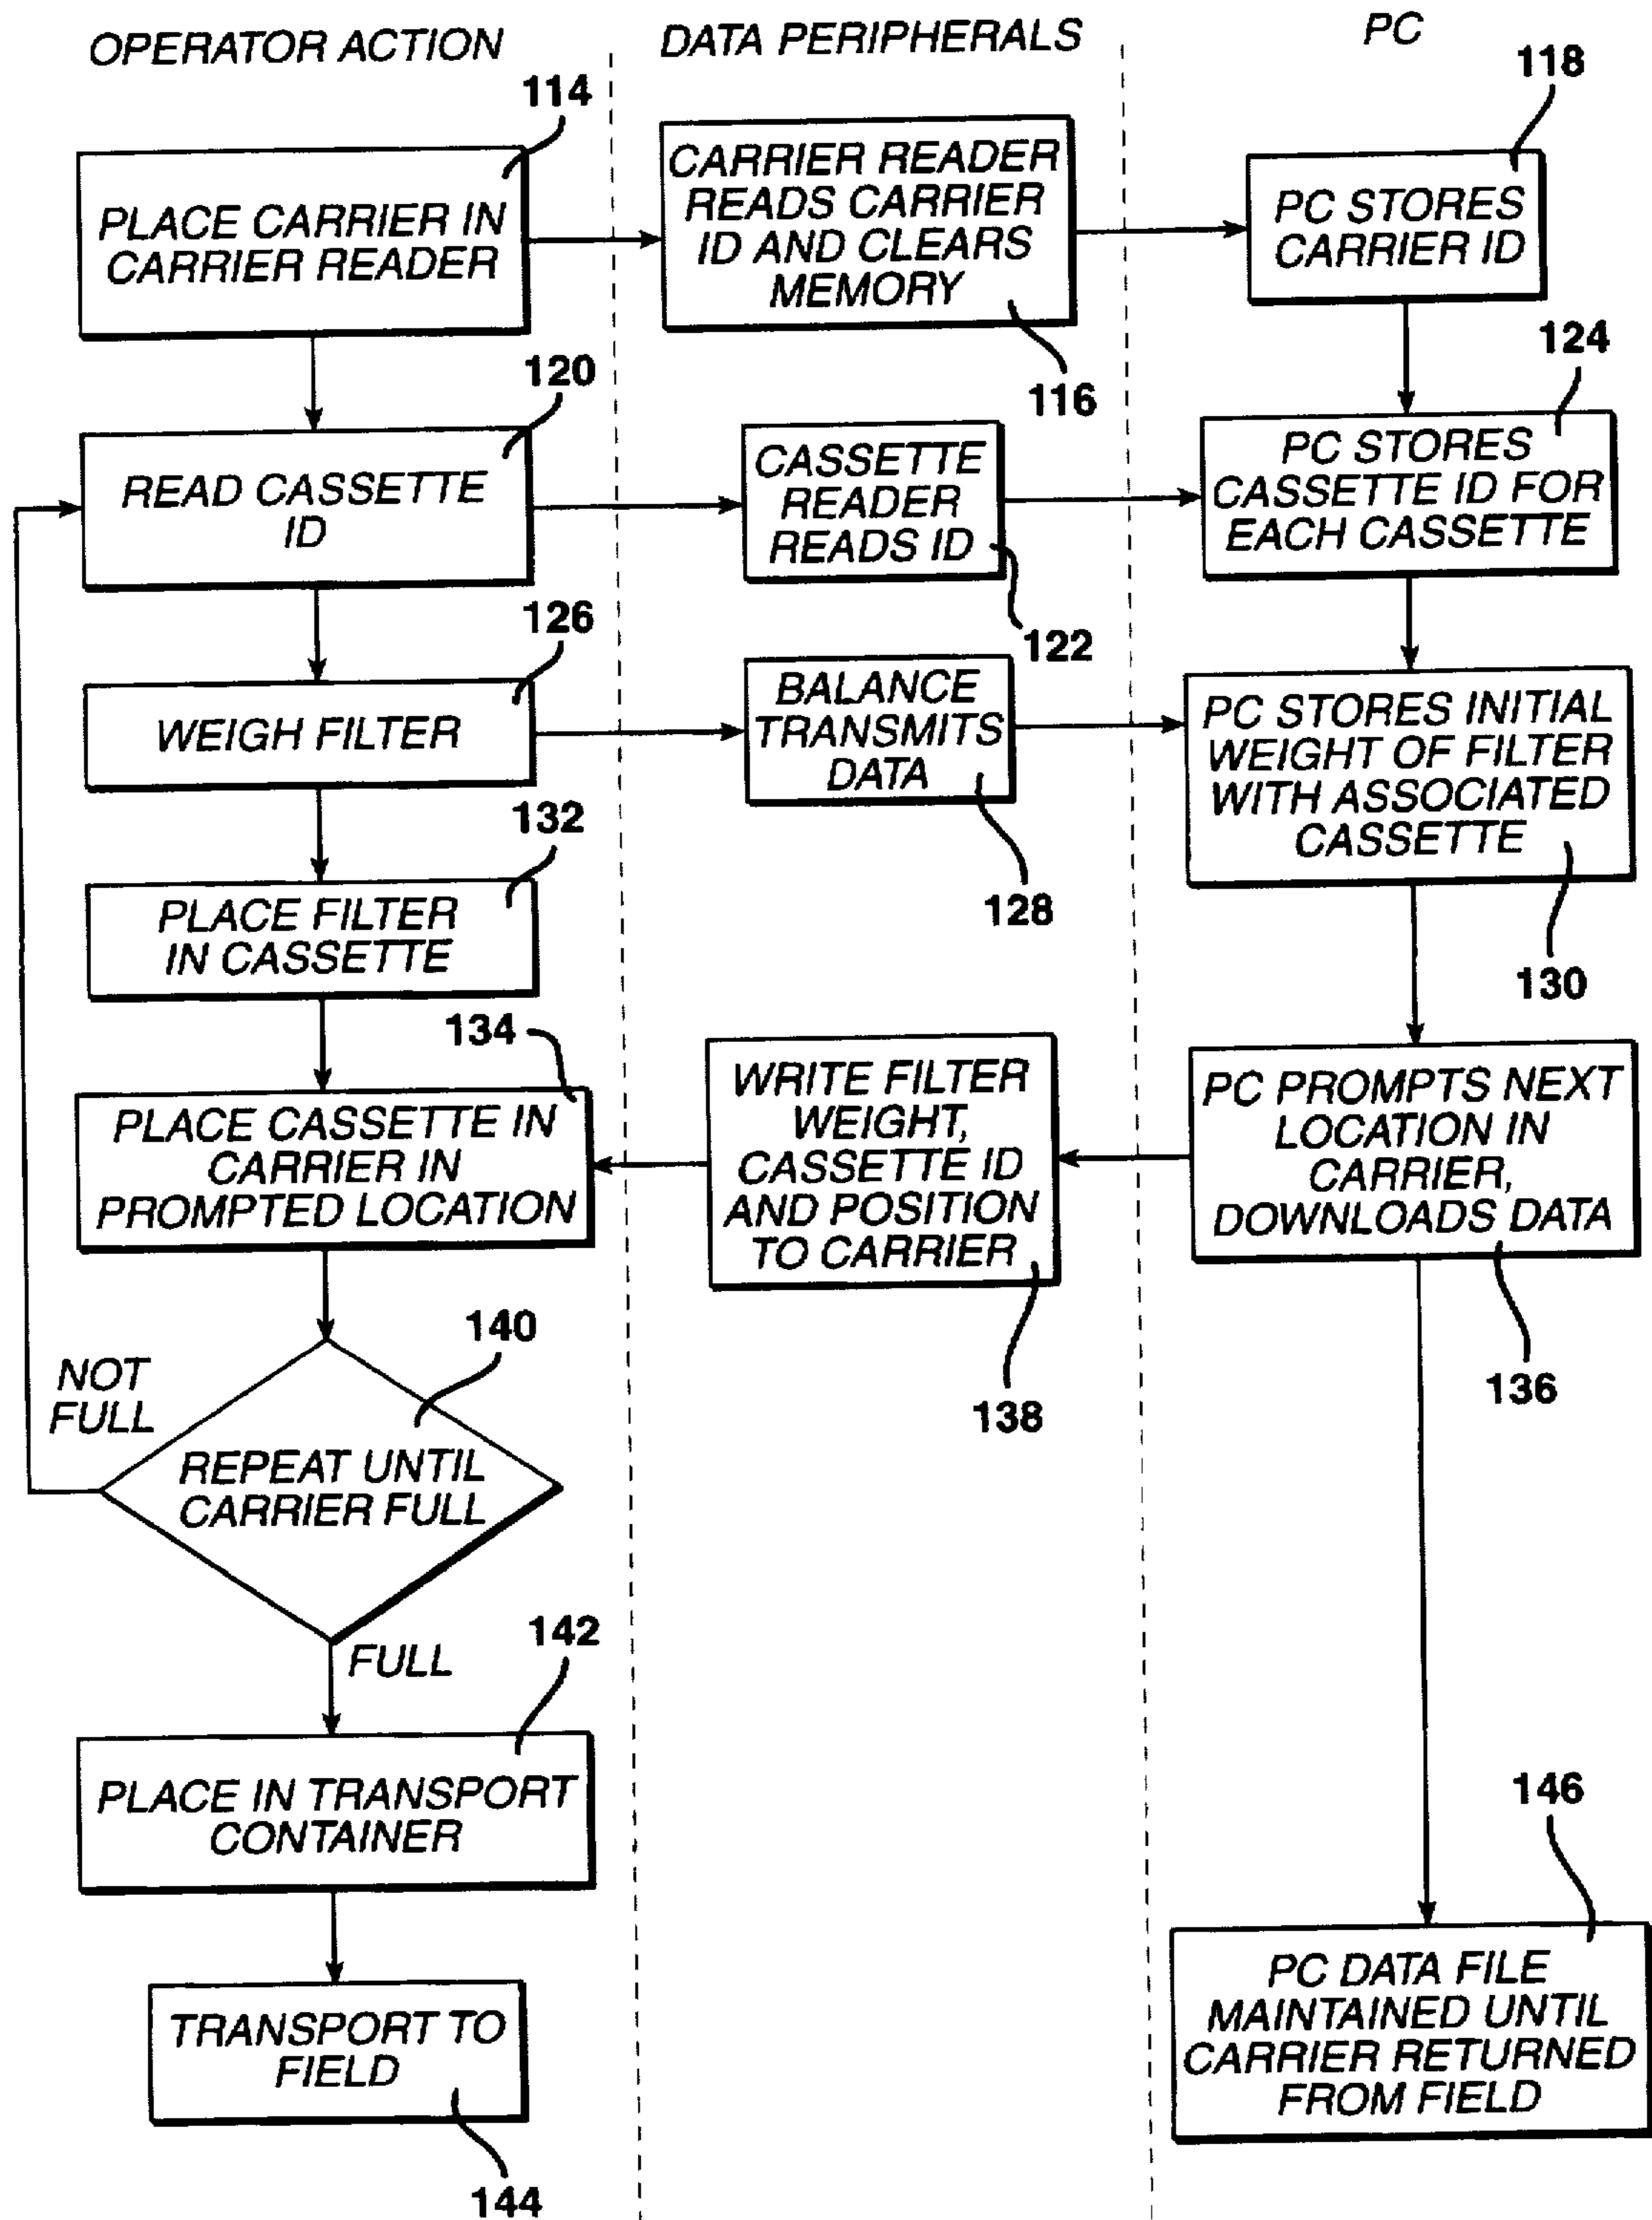 OPERATOR ACTION
DATA PERIPHERALS
PC
114
PLACE CARRIER IN
CARRIER READER
CARRIER READER
READS CARRIER
ID AND CLEARS
MEMORY
116
118
PC STORES
CARRIER ID
120
READ CASSETTE
ID
CASSETTE
READER
READS ID
122
124
PC STORES
CASSETTE ID FOR
EACH CASSETTE
126
WEIGH FILTER
BALANCE
TRANSMITS
DATA
128
PC STORES INITIAL
WEIGHT OF FILTER
WITH ASSOCIATED
CASSETTE
130
132
PLACE FILTER
IN CASSETTE
134
PLACE CASSETTE IN
CARRIER IN
PROMPTED LOCATION
WRITE FILTER
WEIGHT,
CASSETTE ID
AND POSITION
TO CARRIER
138
PC PROMPTS NEXT
LOCATION IN
CARRIER,
DOWNLOADS DATA
136
140
NOT
FULL
REPEAT UNTIL
CARRIER FULL
FULL
142
PLACE IN TRANSPORT
CONTAINER
TRANSPORT TO
FIELD
144
146
PC DATA FILE
MAINTAINED UNTIL
CARRIER RETURNED
FROM FIELD